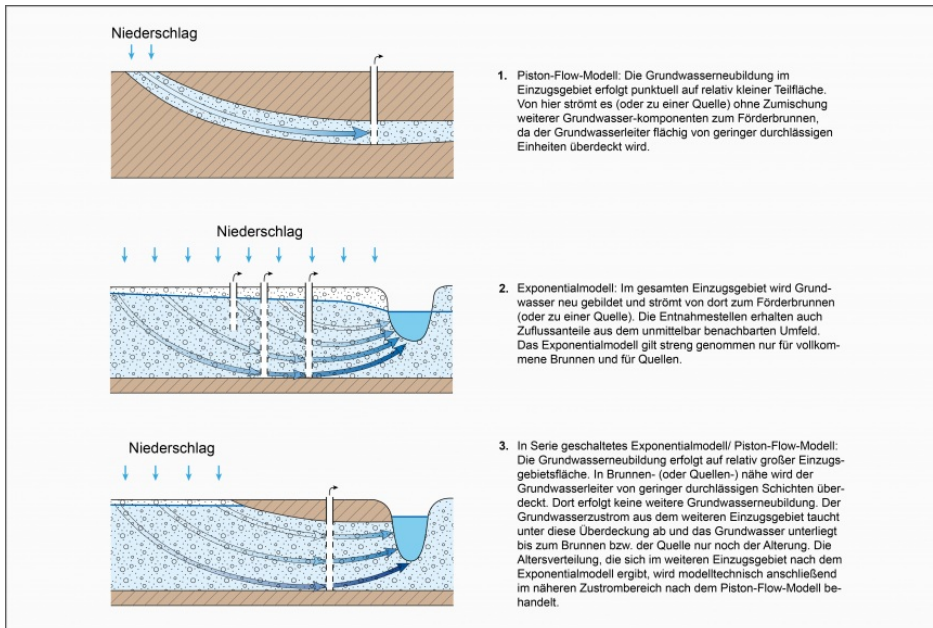 Niederschlag
1. Piston-Flow-Modell: Die Grundwasserneubildung im
Einzugsgebiet erfolgt punktuell auf relativ kleiner Teilfläche.
Von hier strömt es (oder zu einer Quelle) ohne Zumischung
weiterer Grundwasser-komponenten zum Förderbrunnen,
da der Grundwasserleiter flächig von geringer durchlässigen
Einheiten überdeckt wird.
Niederschlag
2. Exponentialmodell: Im gesamten Einzugsgebiet wird Grund-
wasser neu gebildet und strömt von dort zum Förderbrunnen
(oder zu einer Quelle). Die Entnahmestellen erhalten auch
Zuflussanteile aus dem unmittelbar benachbarten Umfeld.
Das Exponentialmodell gilt streng genommen nur für vollkom-
mene Brunnen und für Quellen.
Niederschlag
3. In Serie geschaltetes Exponentialmodell/ Piston-Flow-Modell:
Die Grundwasserneubildung erfolgt auf relativ großer Einzugs-
gebietsfläche. In Brunnen- (oder Quellen-) nähe wird der
Grundwasserleiter von geringer durchlässigen Schichten über-
deckt. Dort erfolgt keine weitere Grundwasserneubildung. Der
Grundwasserzustrom aus dem weiteren Einzugsgebiet taucht
unter diese Überdeckung ab und das Grundwasser unterliegt
bis zum Brunnen bzw. der Quelle nur noch der Alterung. Die
Altersverteilung, die sich im weiteren Einzugsgebiet nach dem
Exponentialmodell ergibt, wird modelltechnisch anschließend
im näheren Zustrombereich nach dem Piston-Flow-Modell be-
handelt.